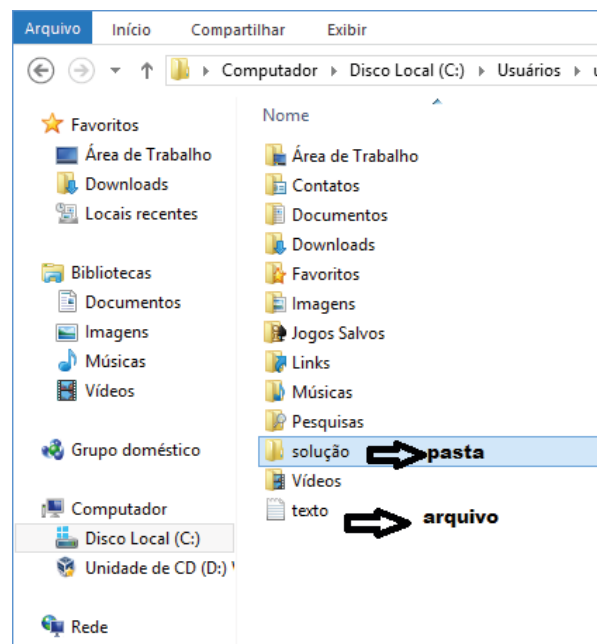 Arquivo Início Compartilhar Exibir
Computador Disco Local (C:) Usuários
Favoritos
Área de Trabalho
Downloads
Locais recentes
Bibliotecas
Documentos
Imagens
Músicas
Vídeos
Grupo doméstico
Computador
Disco Local (C:)
Unidade de CD (D:)
Rede
Nome
Área de Trabalho
Contatos
Documentos
Downloads
Favoritos
Imagens
Jogos Salvos
Links
Músicas
Pesquisas
solução pasta
Vídeos
texto arquivo